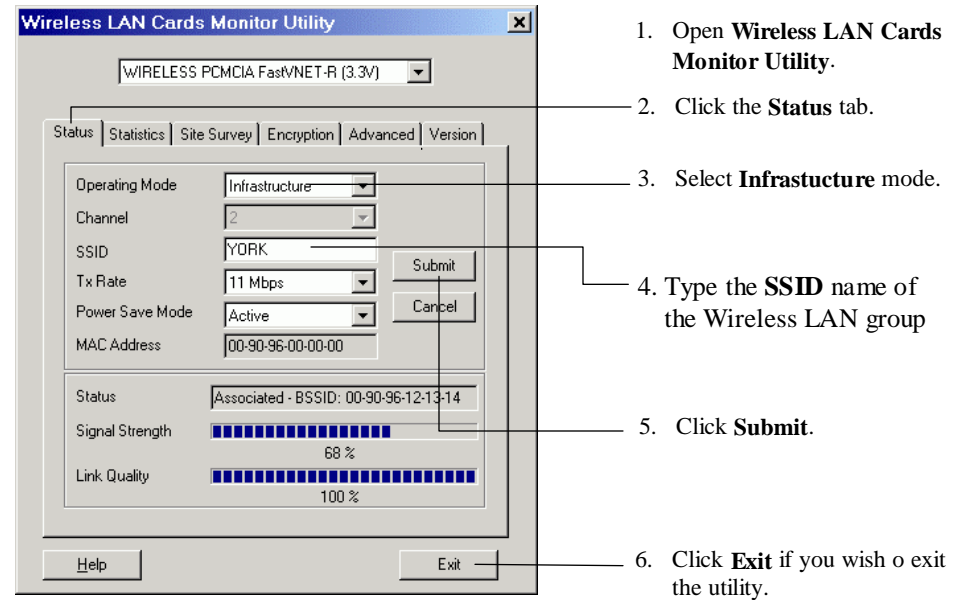 Wireless LAN Cards Monitor Utility
WIRELESS PCMCIA FastVNET-R (3.3V)
Status Statistics Site Survey Encryption Advanced Version
Operating Mode Infrastructure
Channel 2
SSID YORK
Tx Rate 11 Mbps
Power Save Mode Active
MAC Address 00-90-96-00-00-00
Submit
Cancel
Status Associated - BSSID: 00-90-96-12-13-14
Signal Strength
68 %
Link Quality
100 %
Help Exit
1. Open Wireless LAN Cards
Monitor Utility.
2. Click the Status tab.
3. Select Infrastucture mode.
4. Type the SSID name of
the Wireless LAN group
5. Click Submit.
6. Click Exit if you wish o exit
the utility.